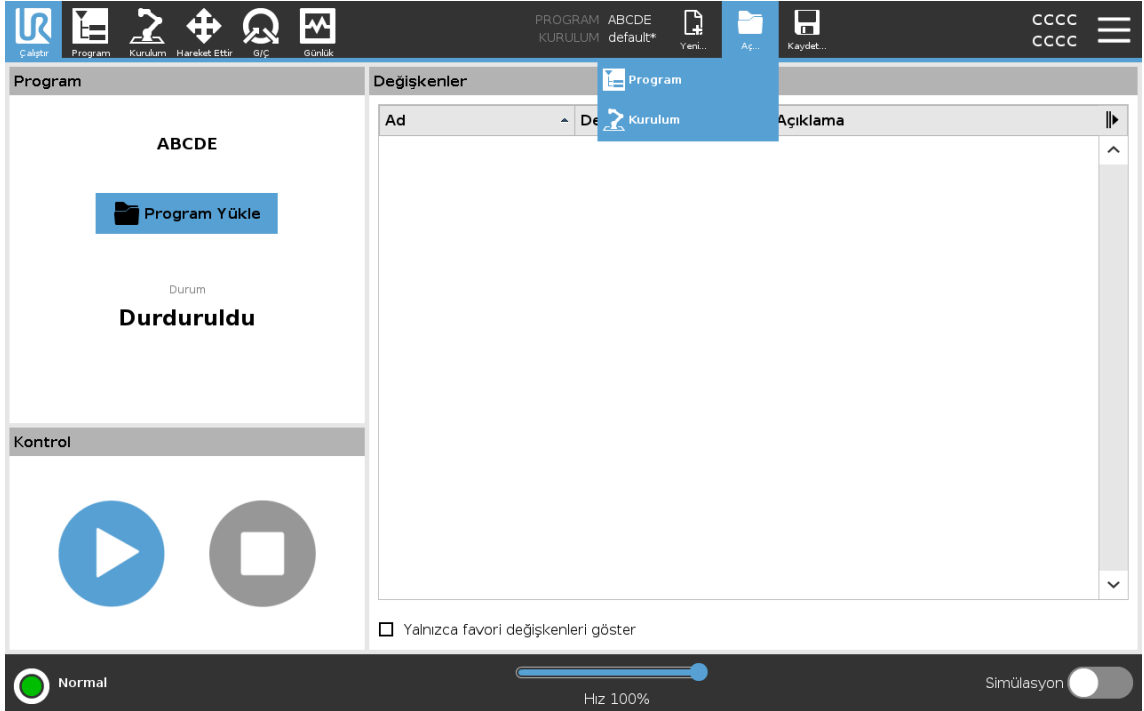 Çalıştır
Program
Kurulum
Hareket Ettir
G/Ç
Günlük
PROGRAM ABCDE
KURULUM default*
Yeni...
Aç...
Kaydet...
CCCC
CCCC
Program
Kurulum
Program
ABCDE
Program Yükle
Durum
Durduruldu
Kontrol
Değişkenler
Ad
De
Açıklama
Yalnızca favori değişkenleri göster
Normal
Hız 100%
Simülasyon